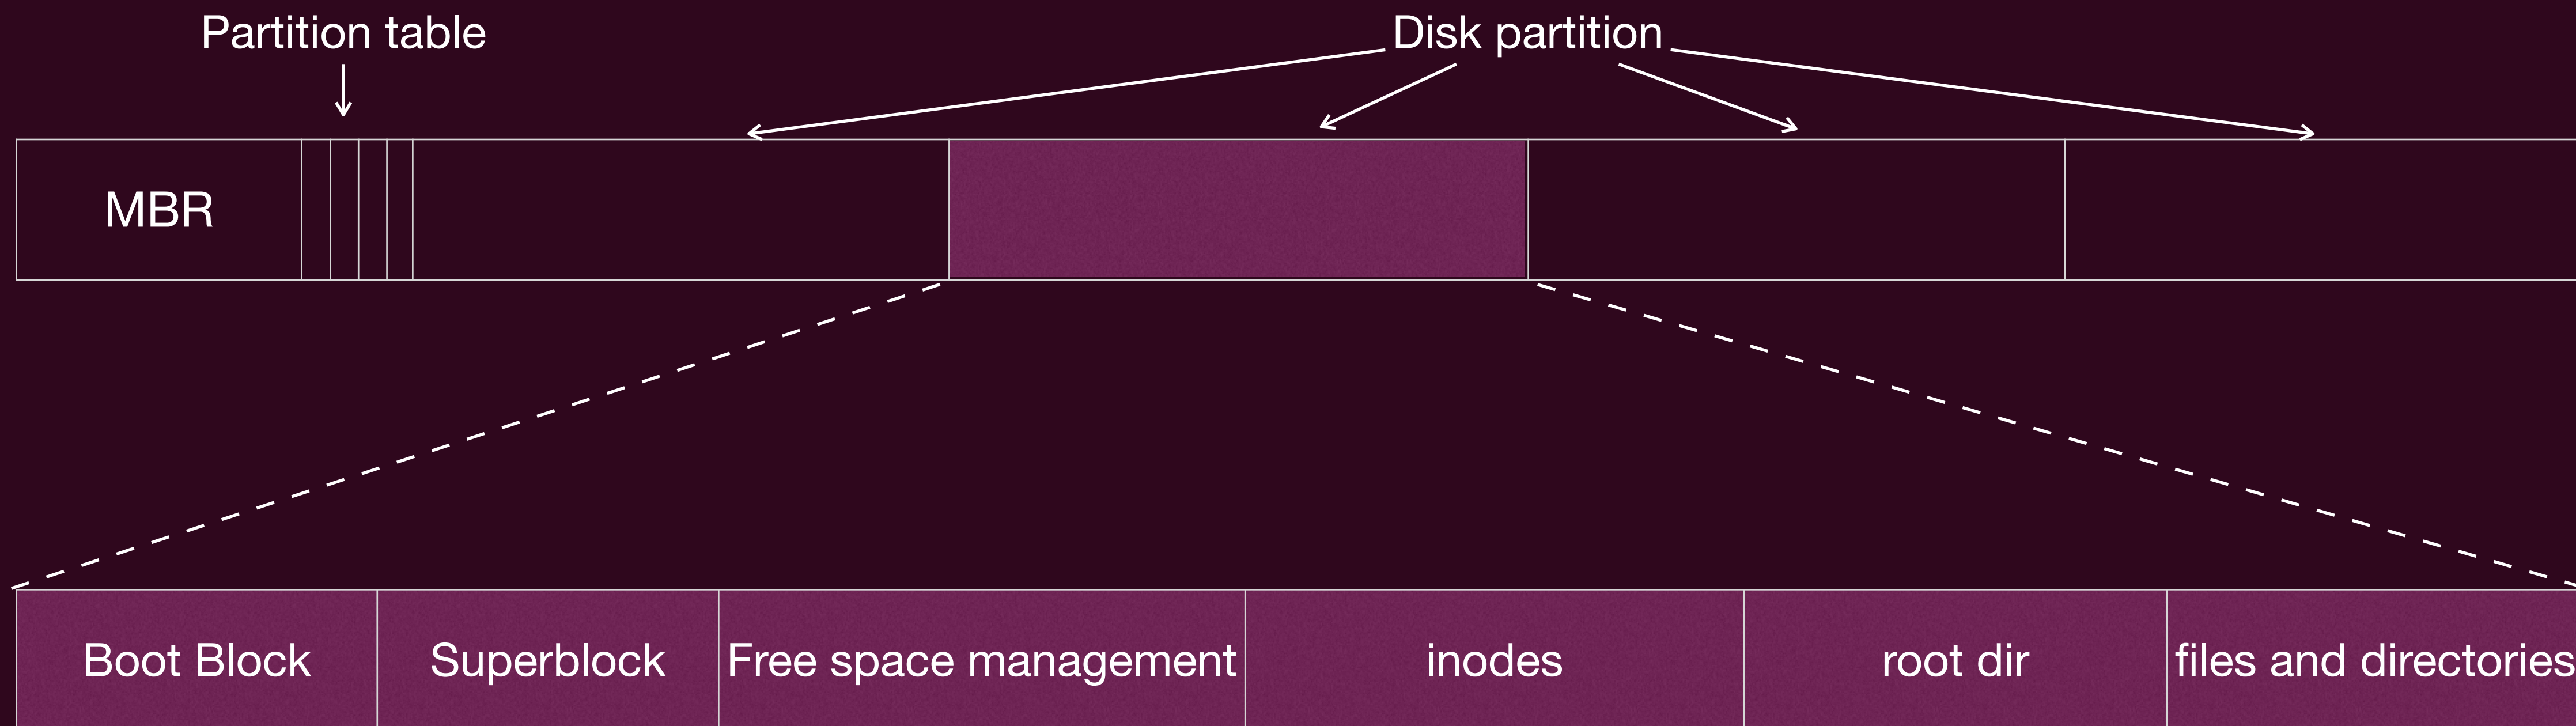 Partition table
Disk partition
MBR
Boot Block
Superblock
Free space management
inodes
root dir
files and directories